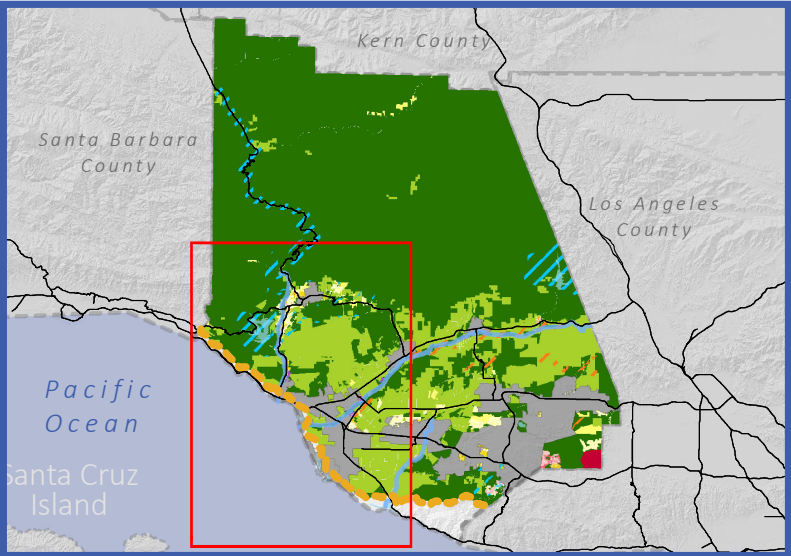 Kern County
Santa Barbara
County
Los Angeles
County
Pacific
Ocean
Santa Cruz
Island